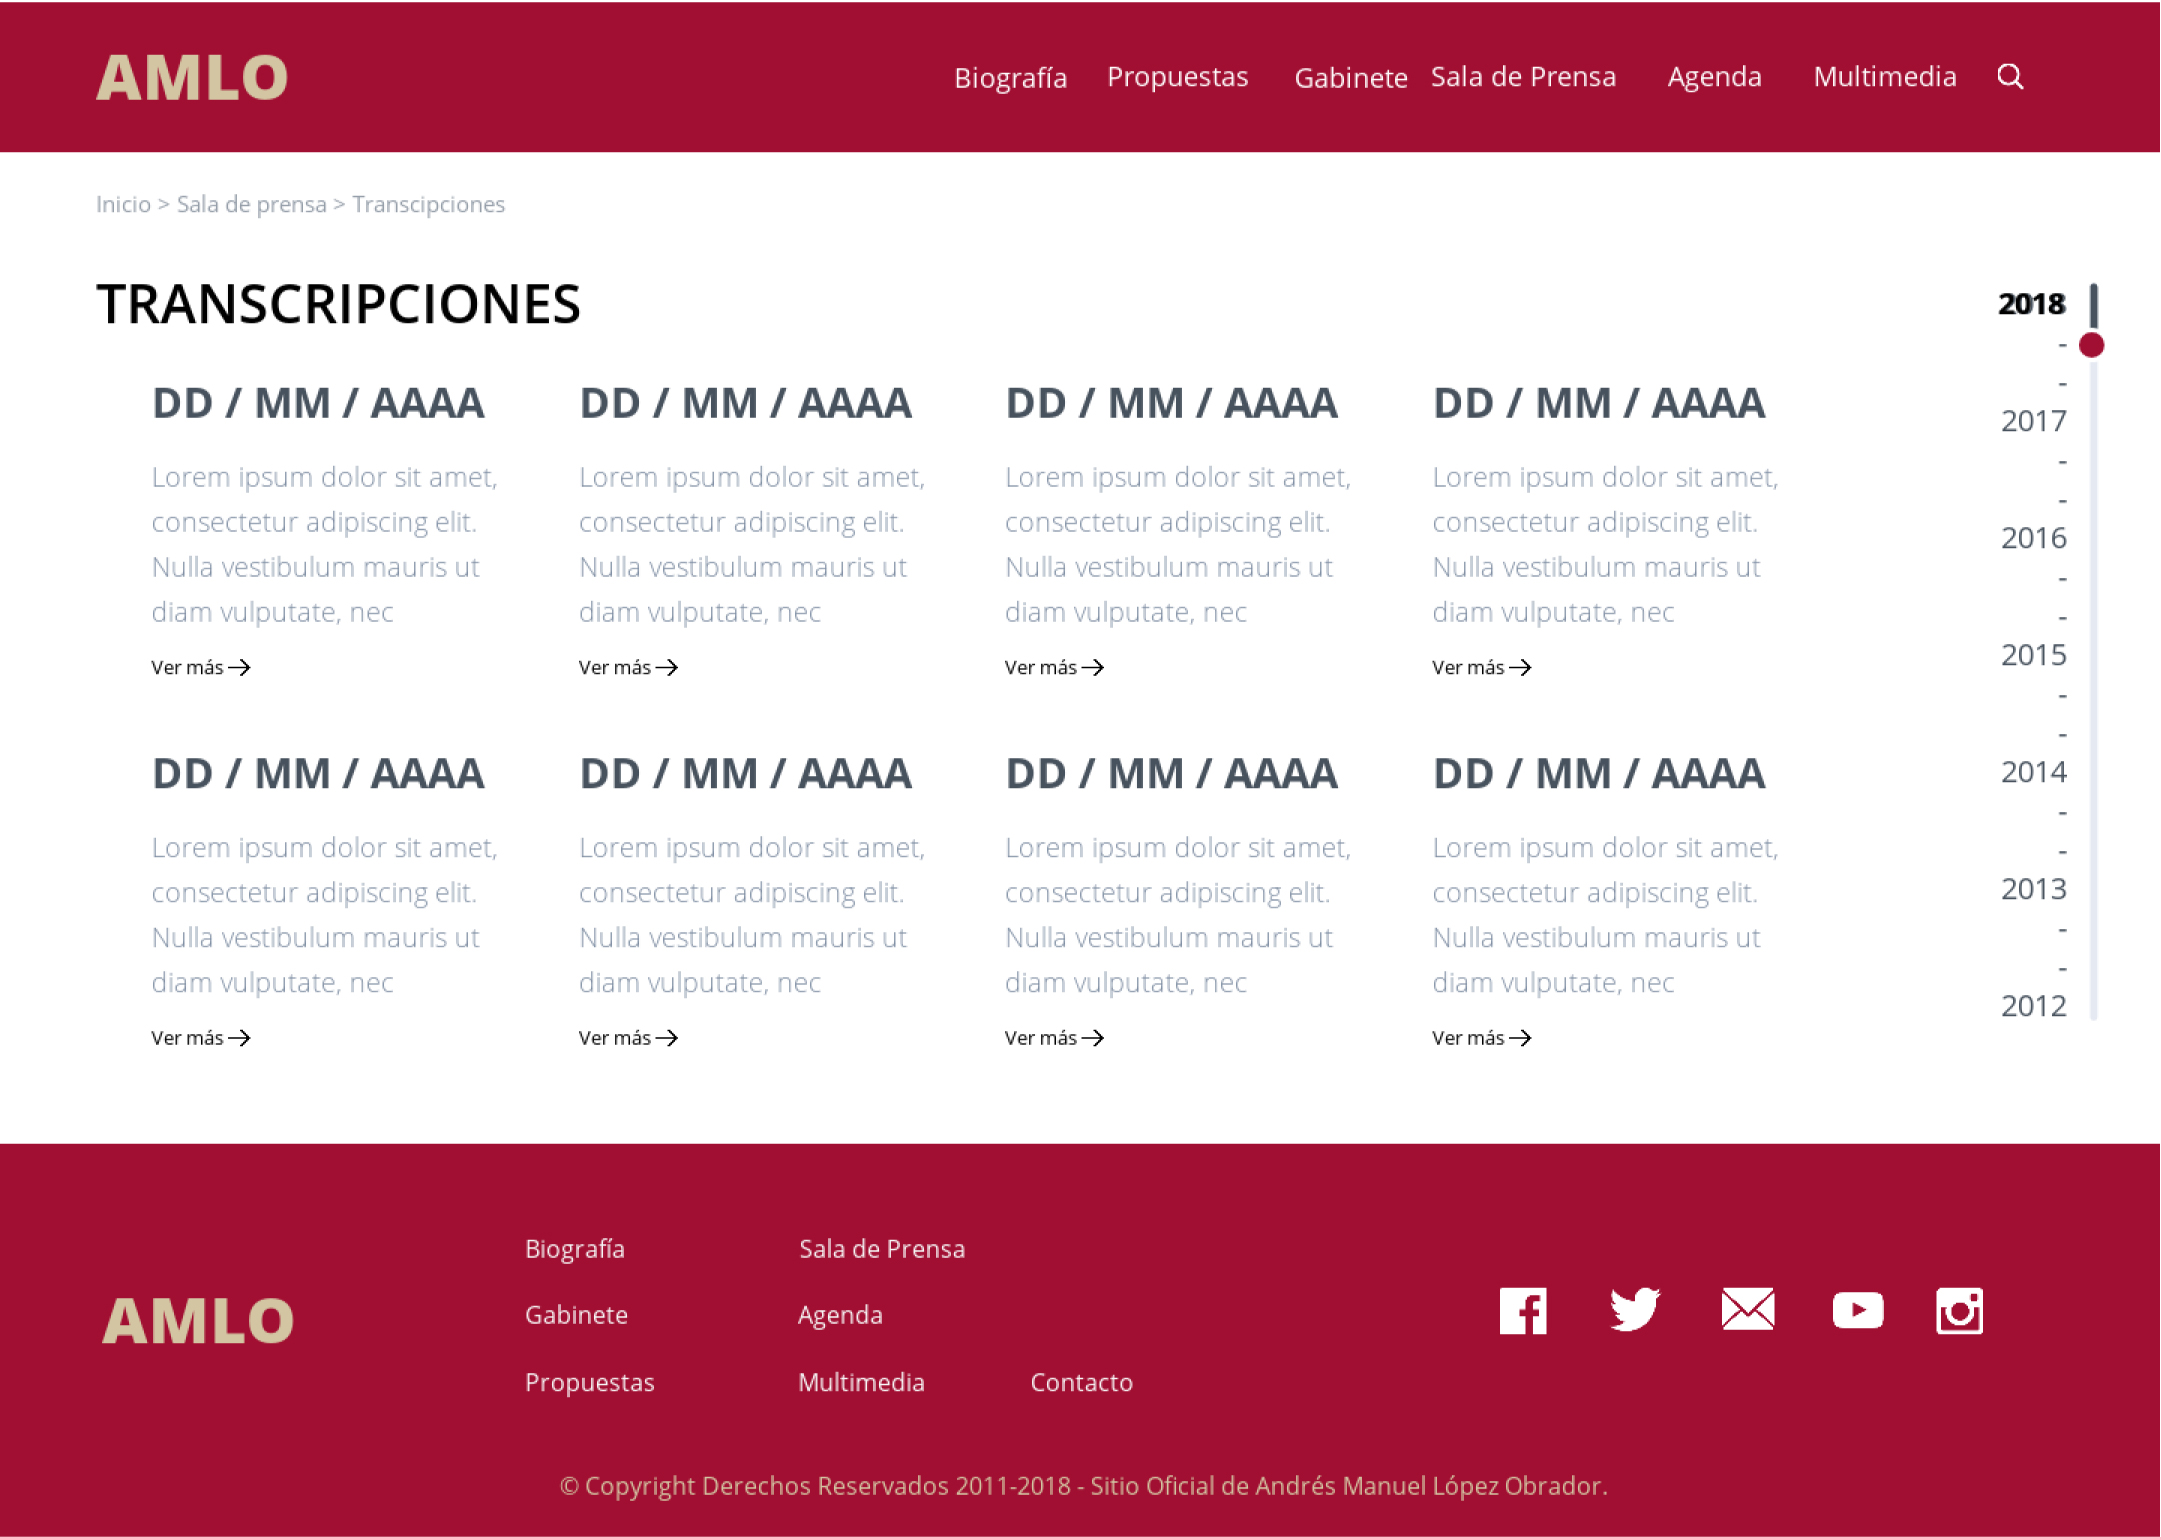 AMLO
Biografía Propuestas Gabinete Sala de Prensa Agenda Multimedia
Inicio > Sala de prensa > Transcipciones
TRANSCRIPCIONES
DD / MM / AAAA
Lorem ipsum dolor sit amet,
consectetur adipiscing elit.
Nulla vestibulum mauris ut
diam vulputate, nec
Ver más
DD / MM / AAAA
Lorem ipsum dolor sit amet,
consectetur adipiscing elit.
Nulla vestibulum mauris ut
diam vulputate, nec
Ver más
DD / MM / AAAA
Lorem ipsum dolor sit amet,
consectetur adipiscing elit.
Nulla vestibulum mauris ut
diam vulputate, nec
Ver más
DD / MM / AAAA
Lorem ipsum dolor sit amet,
consectetur adipiscing elit.
Nulla vestibulum mauris ut
diam vulputate, nec
Ver más
DD / MM / AAAA
Lorem ipsum dolor sit amet,
consectetur adipiscing elit.
Nulla vestibulum mauris ut
diam vulputate, nec
Ver más
DD / MM / AAAA
Lorem ipsum dolor sit amet,
consectetur adipiscing elit.
Nulla vestibulum mauris ut
diam vulputate, nec
Ver más
DD / MM / AAAA
Lorem ipsum dolor sit amet,
consectetur adipiscing elit.
Nulla vestibulum mauris ut
diam vulputate, nec
Ver más
DD / MM / AAAA
Lorem ipsum dolor sit amet,
consectetur adipiscing elit.
Nulla vestibulum mauris ut
diam vulputate, nec
Ver más
2018
-
-
2017
-
-
2016
-
-
2015
-
-
2014
-
-
2013
-
-
2012
AMLO
Biografía Sala de Prensa
Gabinete Agenda
Propuestas Multimedia Contacto
© Copyright Derechos Reservados 2011-2018 - Sitio Oficial de Andrés Manuel López Obrador.